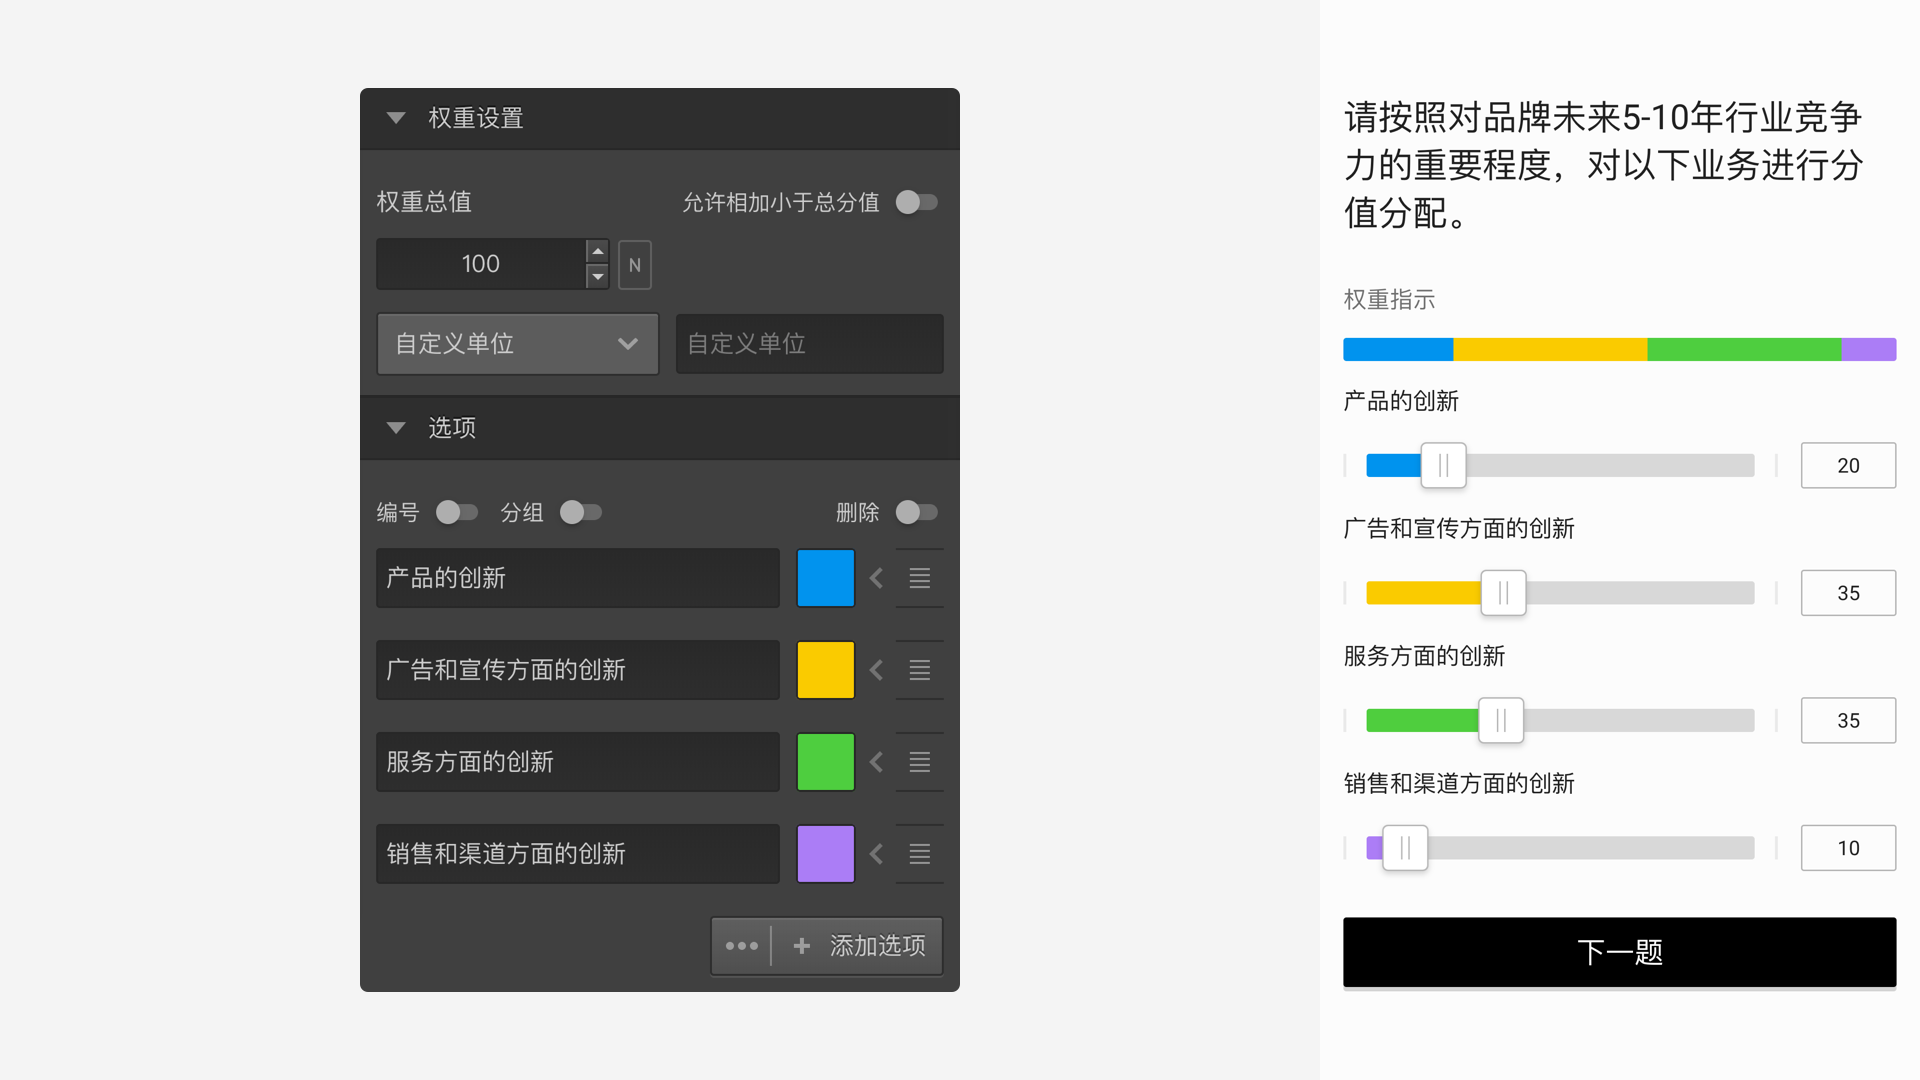 权重设置
权重总值
允许相加小于总分值
100
N
自定义单位
自定义单位
选项
编号
分组
删除
产品的创新
广告和宣传方面的创新
服务方面的创新
销售和渠道方面的创新
添加选项
请按照对品牌未来5-10年行业竞争
力的重要程度，对以下业务进行分
值分配。
权重指示
产品的创新
20
广告和宣传方面的创新
35
服务方面的创新
35
销售和渠道方面的创新
10
下一题